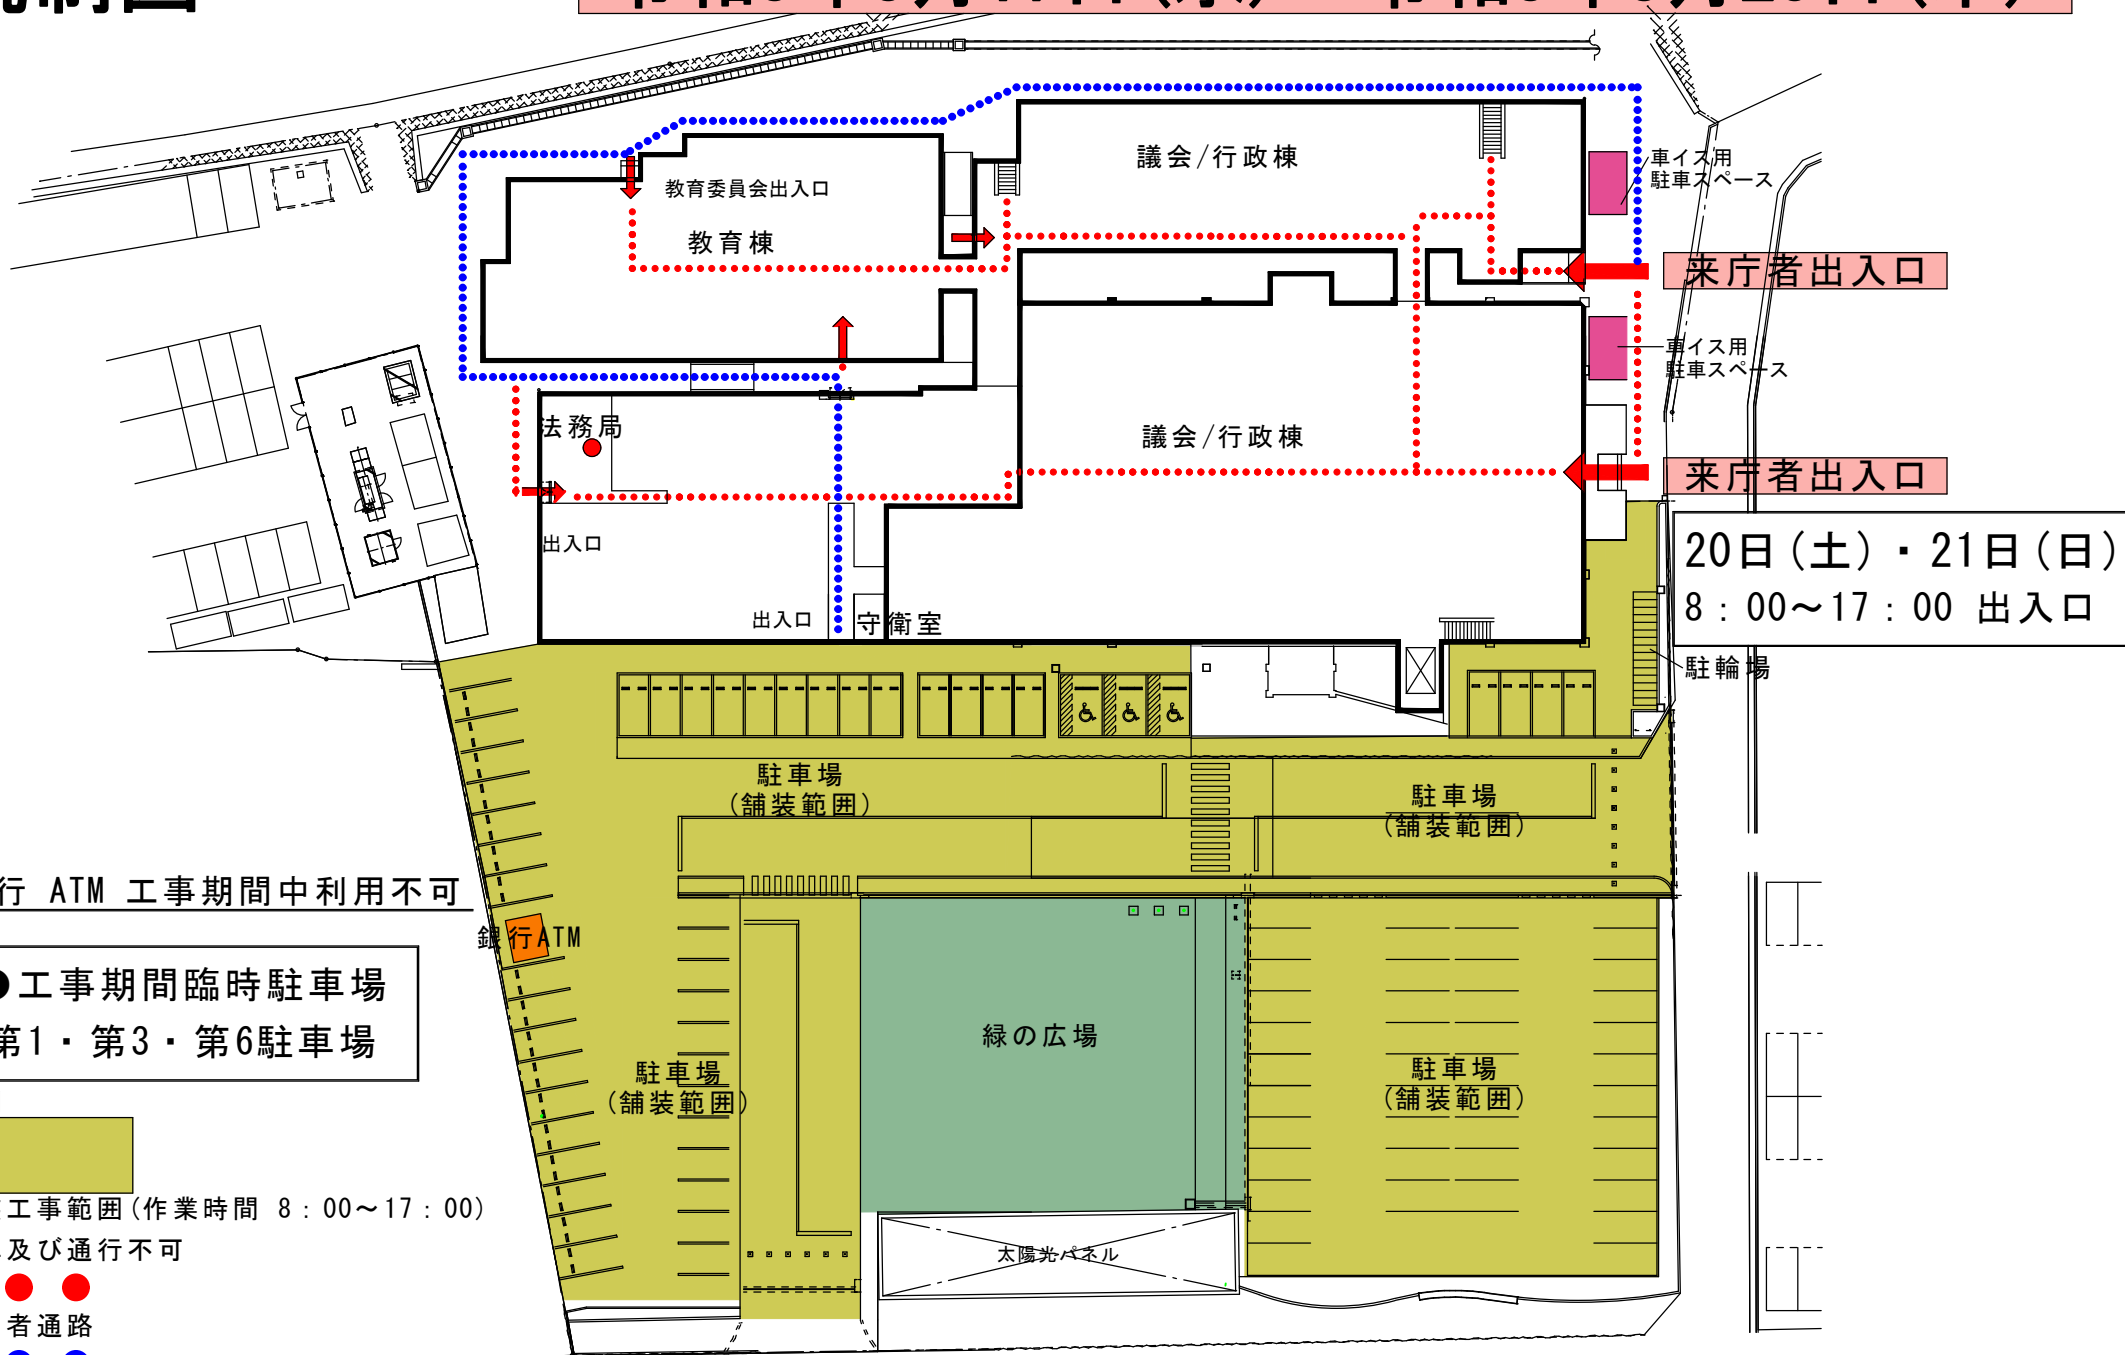 議会/行政棟
車イス用
駐車スペース
教育委員会出入口
教育棟
来庁者出入口
車イス用
駐車スペース
法務局
議会/行政棟
来庁者出入口
出入口
20日(土)・21日(日)
8:00～17:00 出入口
出入口
守衛室
駐輪場
駐車場
(舗装範囲)
駐車場
(舗装範囲)
行 ATM 工事期間中利用不可
銀行ATM
●工事期間臨時駐車場
第1・第3・第6駐車場
緑の広場
駐車場
(舗装範囲)
駐車場
(舗装範囲)
工事範囲(作業時間 8:00～17:00)
及び通行不可
太陽光パネル
者通路